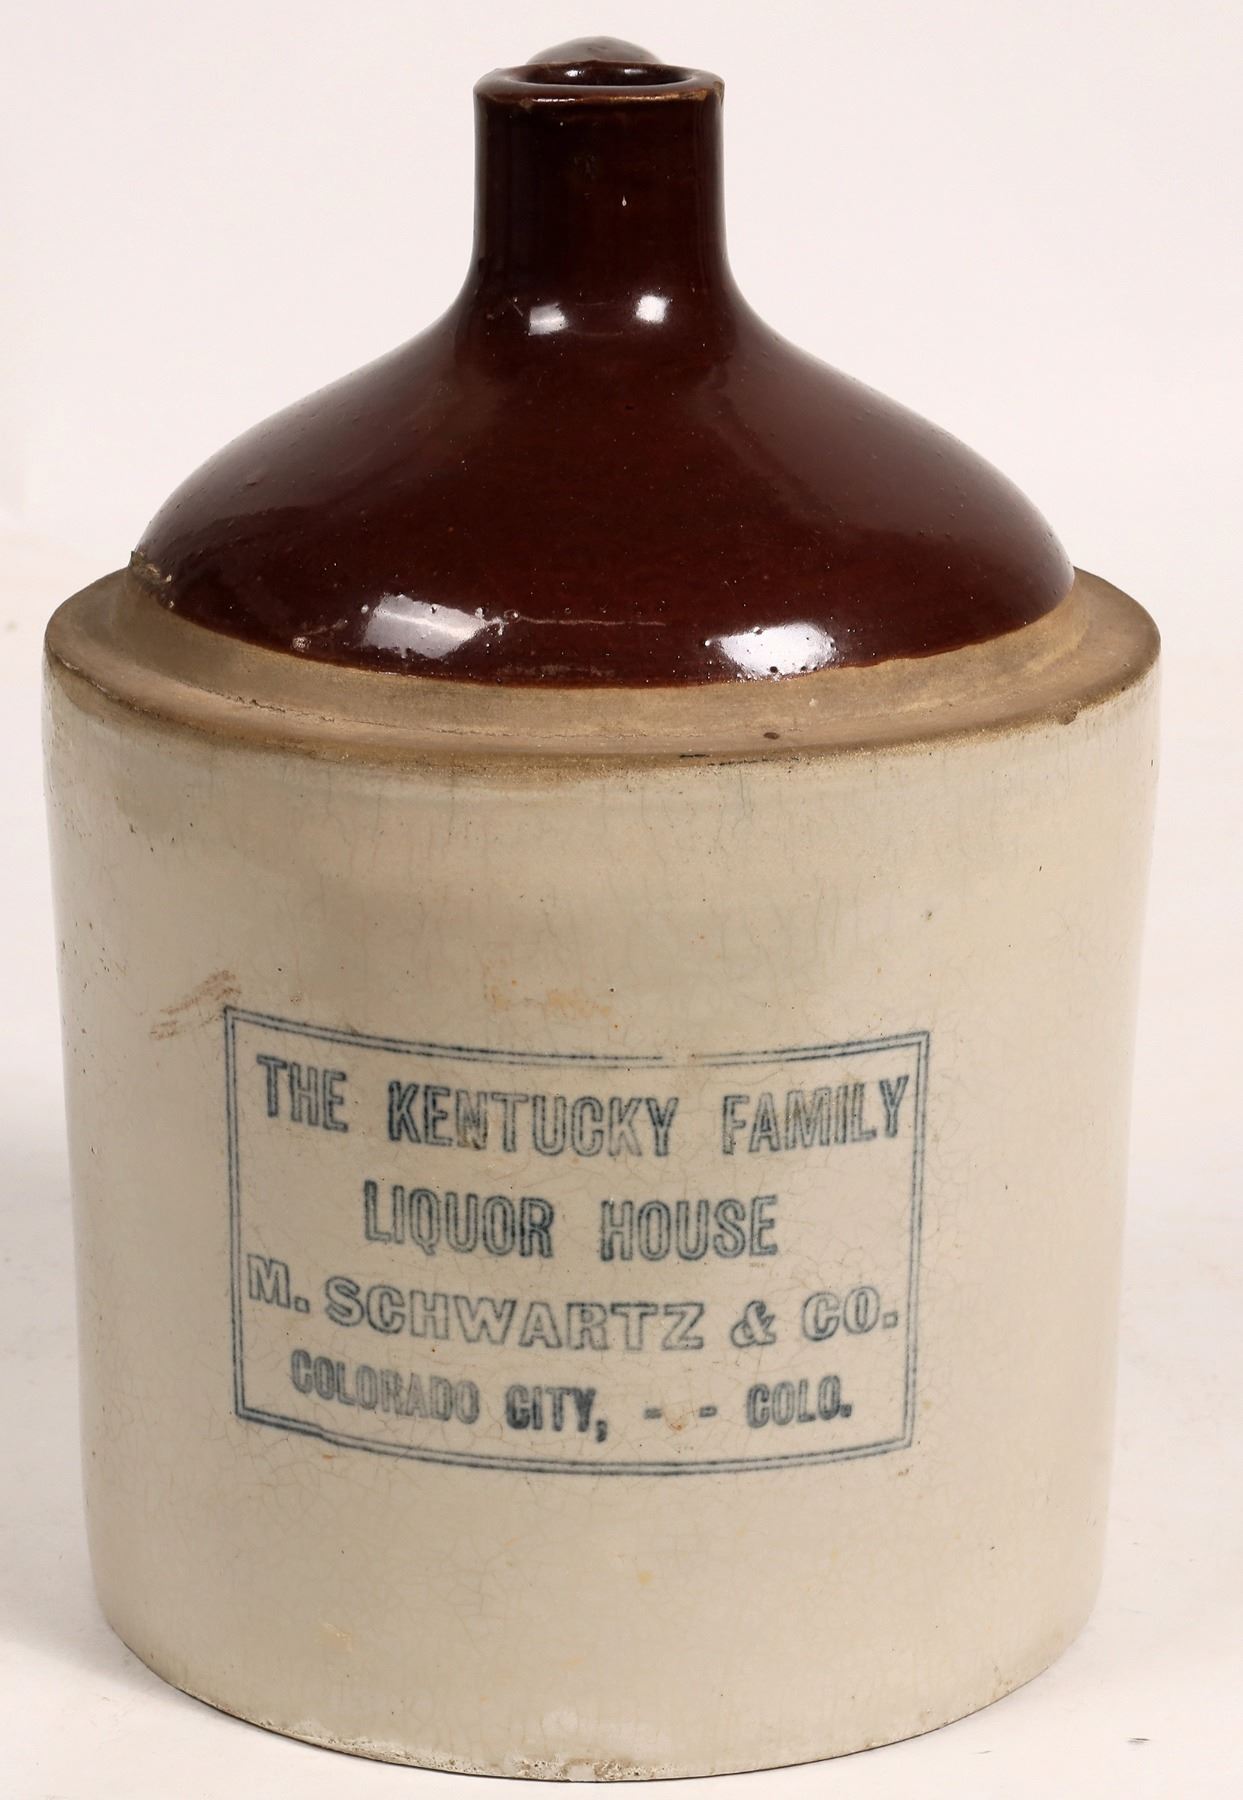 THE KENTUCKY FAMILY
LIQUOR HOUSE
M. SCHWARTZ & CO.
COLORADO CITY, - - COLO.